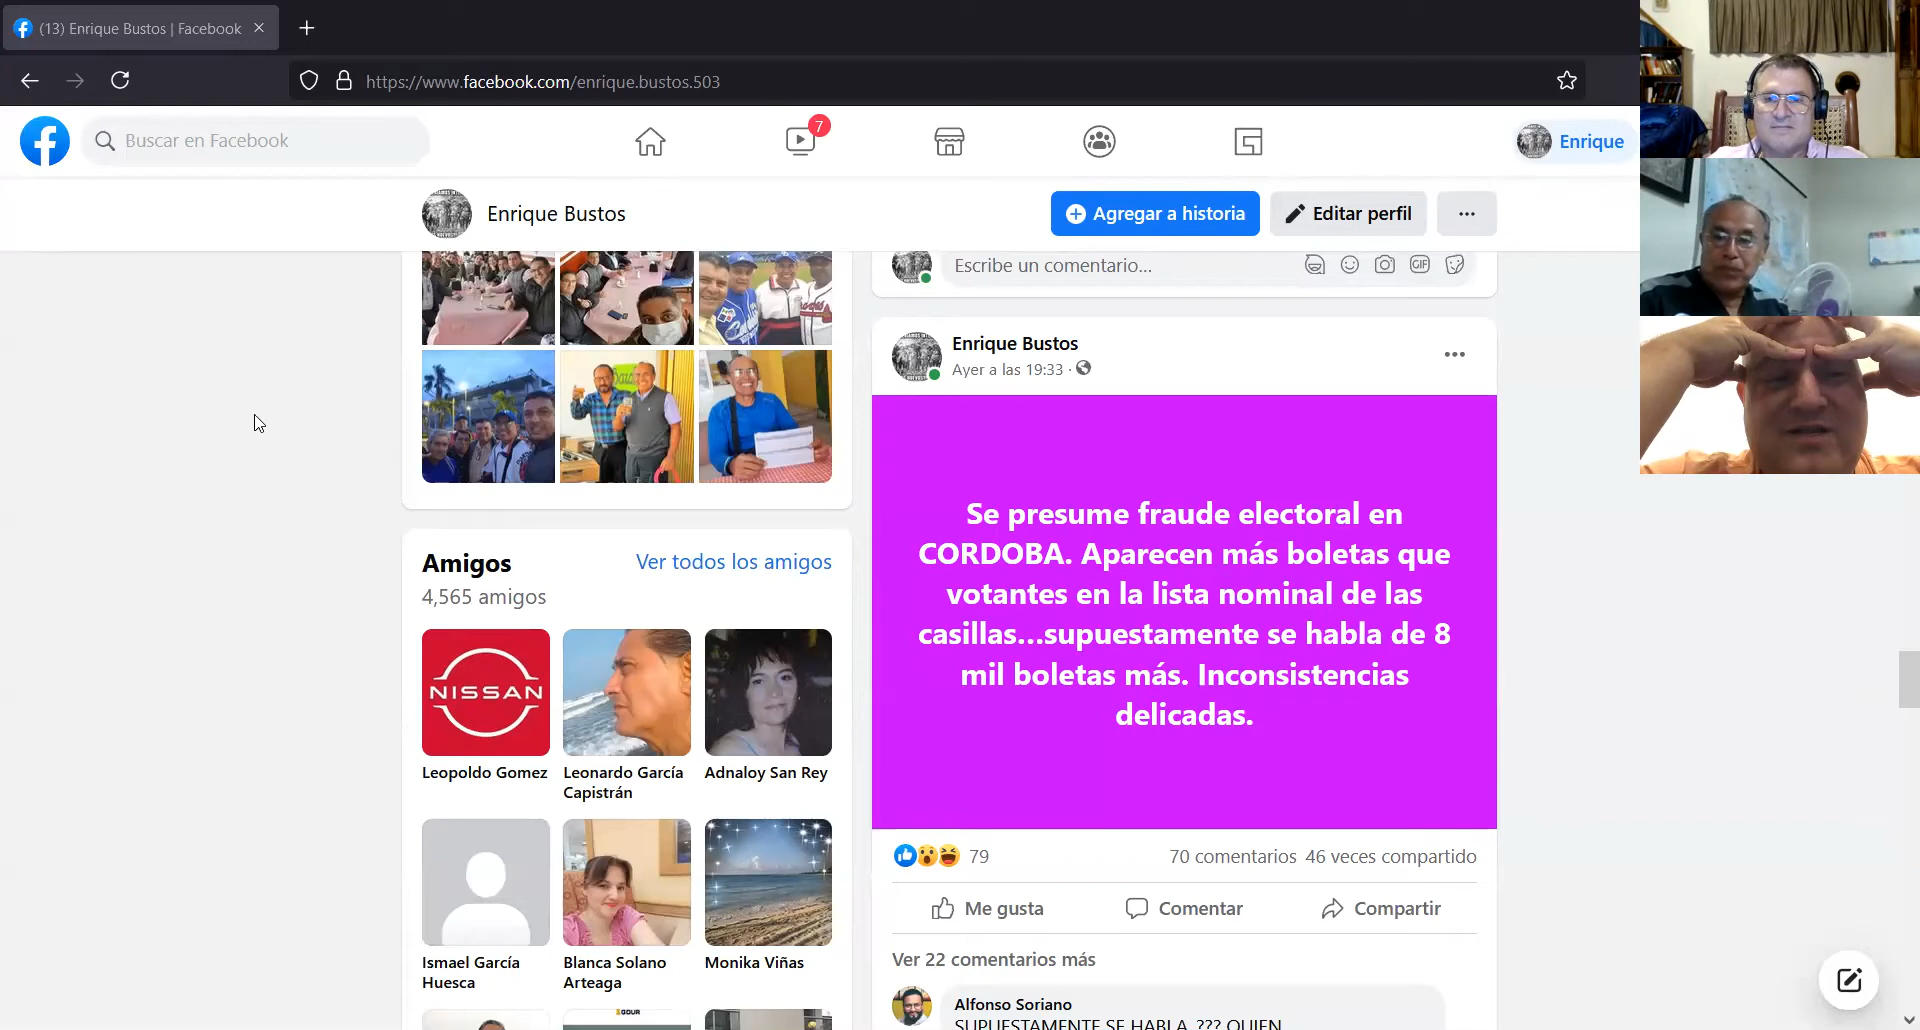 (13) Enrique Bustos | Facebook
https://www.facebook.com/enrique.bustos.503
Buscar en Facebook
7
Enrique
Enrique Bustos
Agregar a historia
Editar perfil
Escribe un comentario...
GIF
Enrique Bustos
Ayer a las 19:33 ·
Se presume fraude electoral en
CORDOBA. Aparecen más boletas que
votantes en la lista nominal de las
casillas...supuestamente se habla de 8
mil boletas más. Inconsistencias
delicadas.
79
70 comentarios 46 veces compartido
Me gusta
Comentar
Compartir
Ver 22 comentarios más
Alfonso Soriano
SUPUESTAMENTE SE HABLA ??? QUIEN
Amigos
Ver todos los amigos
4,565 amigos
NISSAN
Leopoldo Gomez
Leonardo García
Capistrán
Adnaloy San Rey
Ismael García
Huesca
Blanca Solano
Arteaga
Monika Viñas